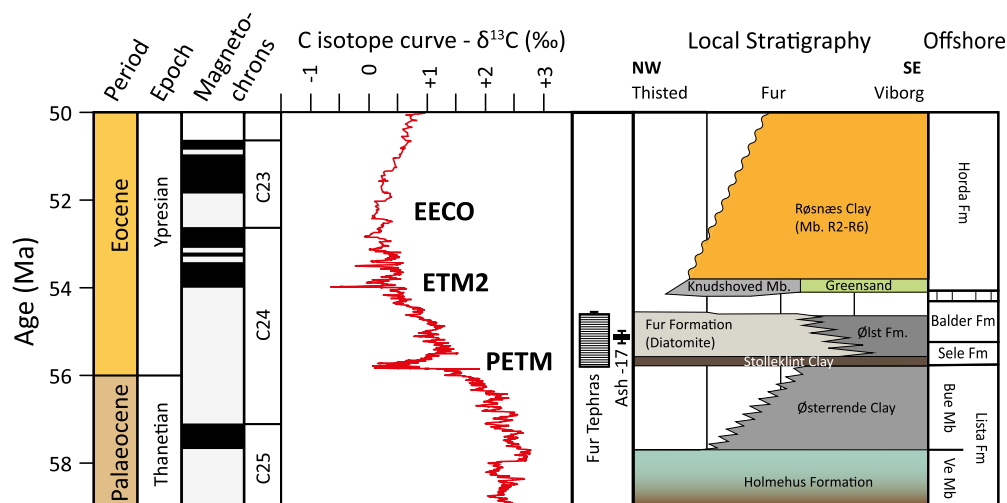 C isotope curve - δ¹³C (‰)
Local Stratigraphy
Offshore
Period
Epoch
Magneto-
chrons
-1
0
+1
+2
+3
NW
SE
Thisted
Fur
Viborg
Age (Ma)
50
52
54
56
58
Eocene
Palaeocene
Ypresian
Thanetian
C23
C24
C25
EECO
ETM2
PETM
Fur Tephras
Ash -17
Røsnæs Clay
(Mb. R2-R6)
Knudshoved Mb.
Greensand
Fur Formation
(Diatomite)
Ølst Fm.
Stolleklint Clay
Østerrende Clay
Holmehus Formation
Horda Fm
Balder Fm
Sele Fm
Bue Mb
Ve Mb
Lista Fm